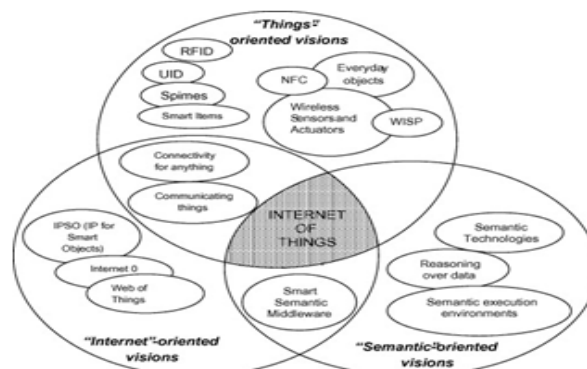 "Things"-
oriented visions
RFID
UID
Spimes
Smart Items
NFC
Everyday
objects
Wireless
Sensors and
Actuators
WISP
Connectivity
for anything
Communicating
things
INTERNET
OF
THINGS
IPSO (IP for
Smart
Objects)
Internet 0
Web of
Things
Semantic
Technologies
Reasoning
over data
Semantic execution
environments
Smart
Semantic
Middleware
"Internet"-oriented
visions
"Semantic"-oriented
visions